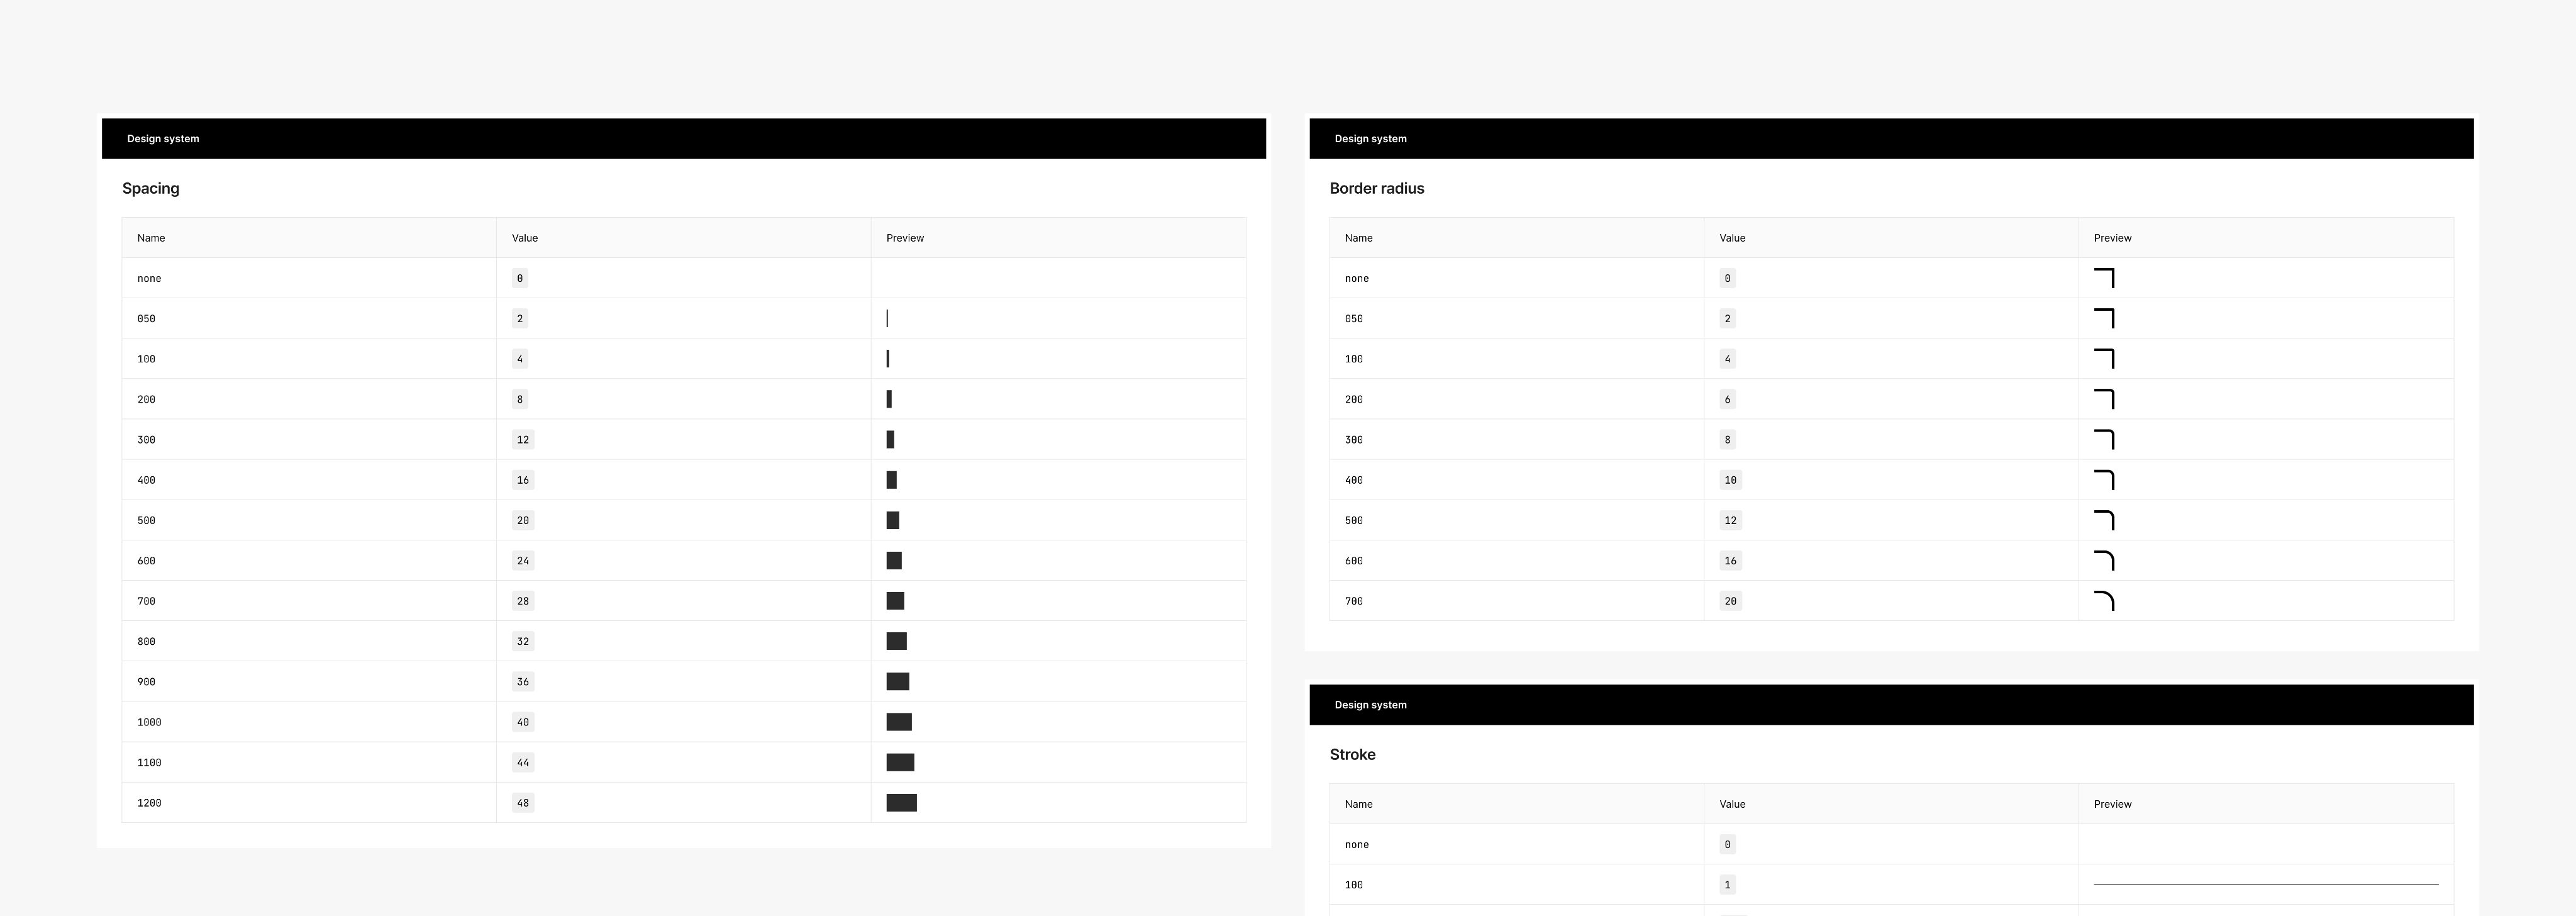 Design system
Spacing
Name Value Preview
none 0
050 2
100 4
200 8
300 12
400 16
500 20
600 24
700 28
800 32
900 36
1000 40
1100 44
1200 48
Design system
Border radius
Name Value Preview
none 0
050 2
100 4
200 6
300 8
400 10
500 12
600 16
700 20
Design system
Stroke
Name Value Preview
none 0
100 1